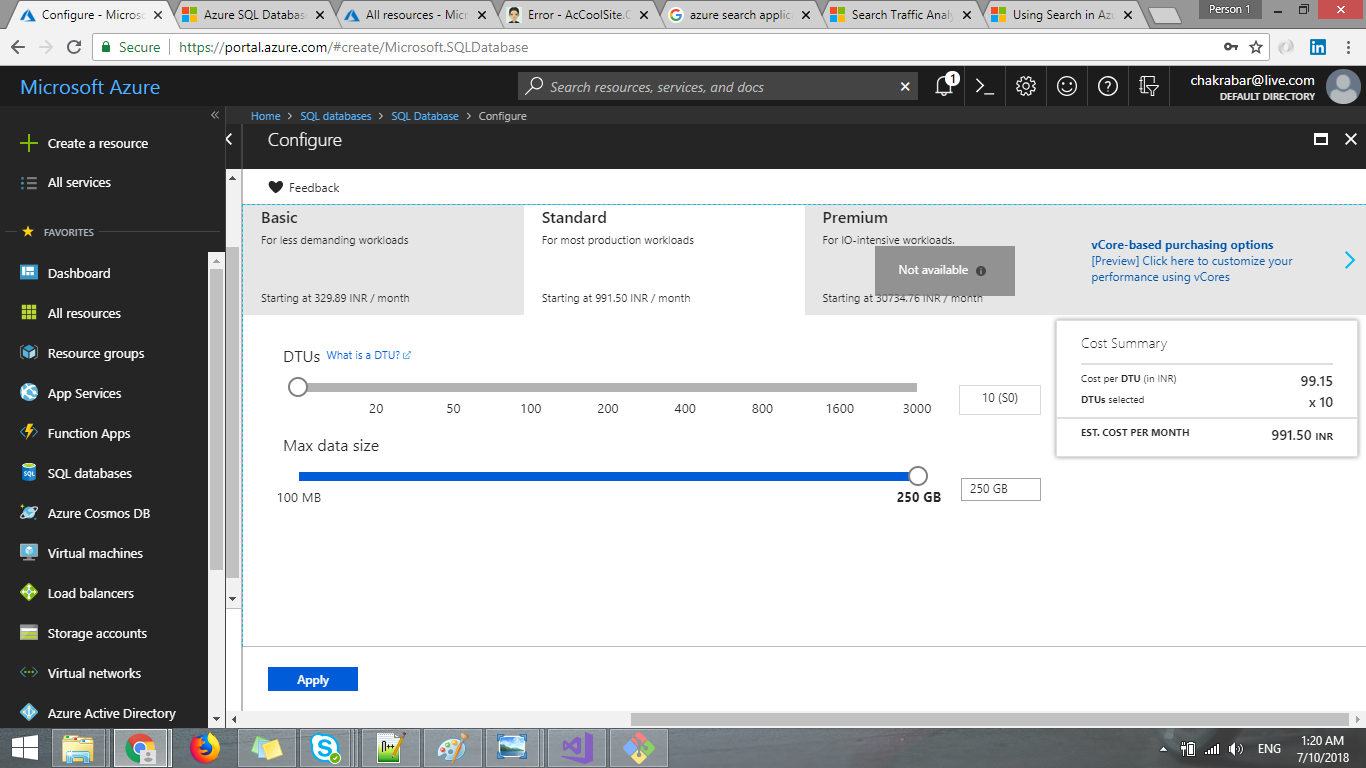 Configure - Microso
Azure SQL Databas
All resources - Micr
Error - AcCoolSite.C
azure search applica
Search Traffic Analy
Using Search in Azu
Person 1
Secure
https://portal.azure.com/#create/Microsoft.SQLDatabase
Microsoft Azure
Search resources, services, and docs
1
chakrabar@live.com
DEFAULT DIRECTORY
Home > SQL databases > SQL Database > Configure
Configure
Create a resource
All services
FAVORITES
Dashboard
All resources
Resource groups
App Services
Function Apps
SQL databases
Azure Cosmos DB
Virtual machines
Load balancers
Storage accounts
Virtual networks
Azure Active Directory
Feedback
Basic
For less demanding workloads
Starting at 329.89 INR / month
Standard
For most production workloads
Starting at 991.50 INR / month
Premium
For IO-intensive workloads.
Not available
Starting at 30734.76 INR / month
vCore-based purchasing options
[Preview] Click here to customize your
performance using vCores
DTUs What is a DTU?
20 50 100 200 400 800 1600 3000
10 (S0)
Max data size
100 MB
250 GB
250 GB
Cost Summary
Cost per DTU (in INR) 99.15
DTUs selected x 10
EST. COST PER MONTH 991.50 INR
Apply
ENG
1:20 AM
7/10/2018